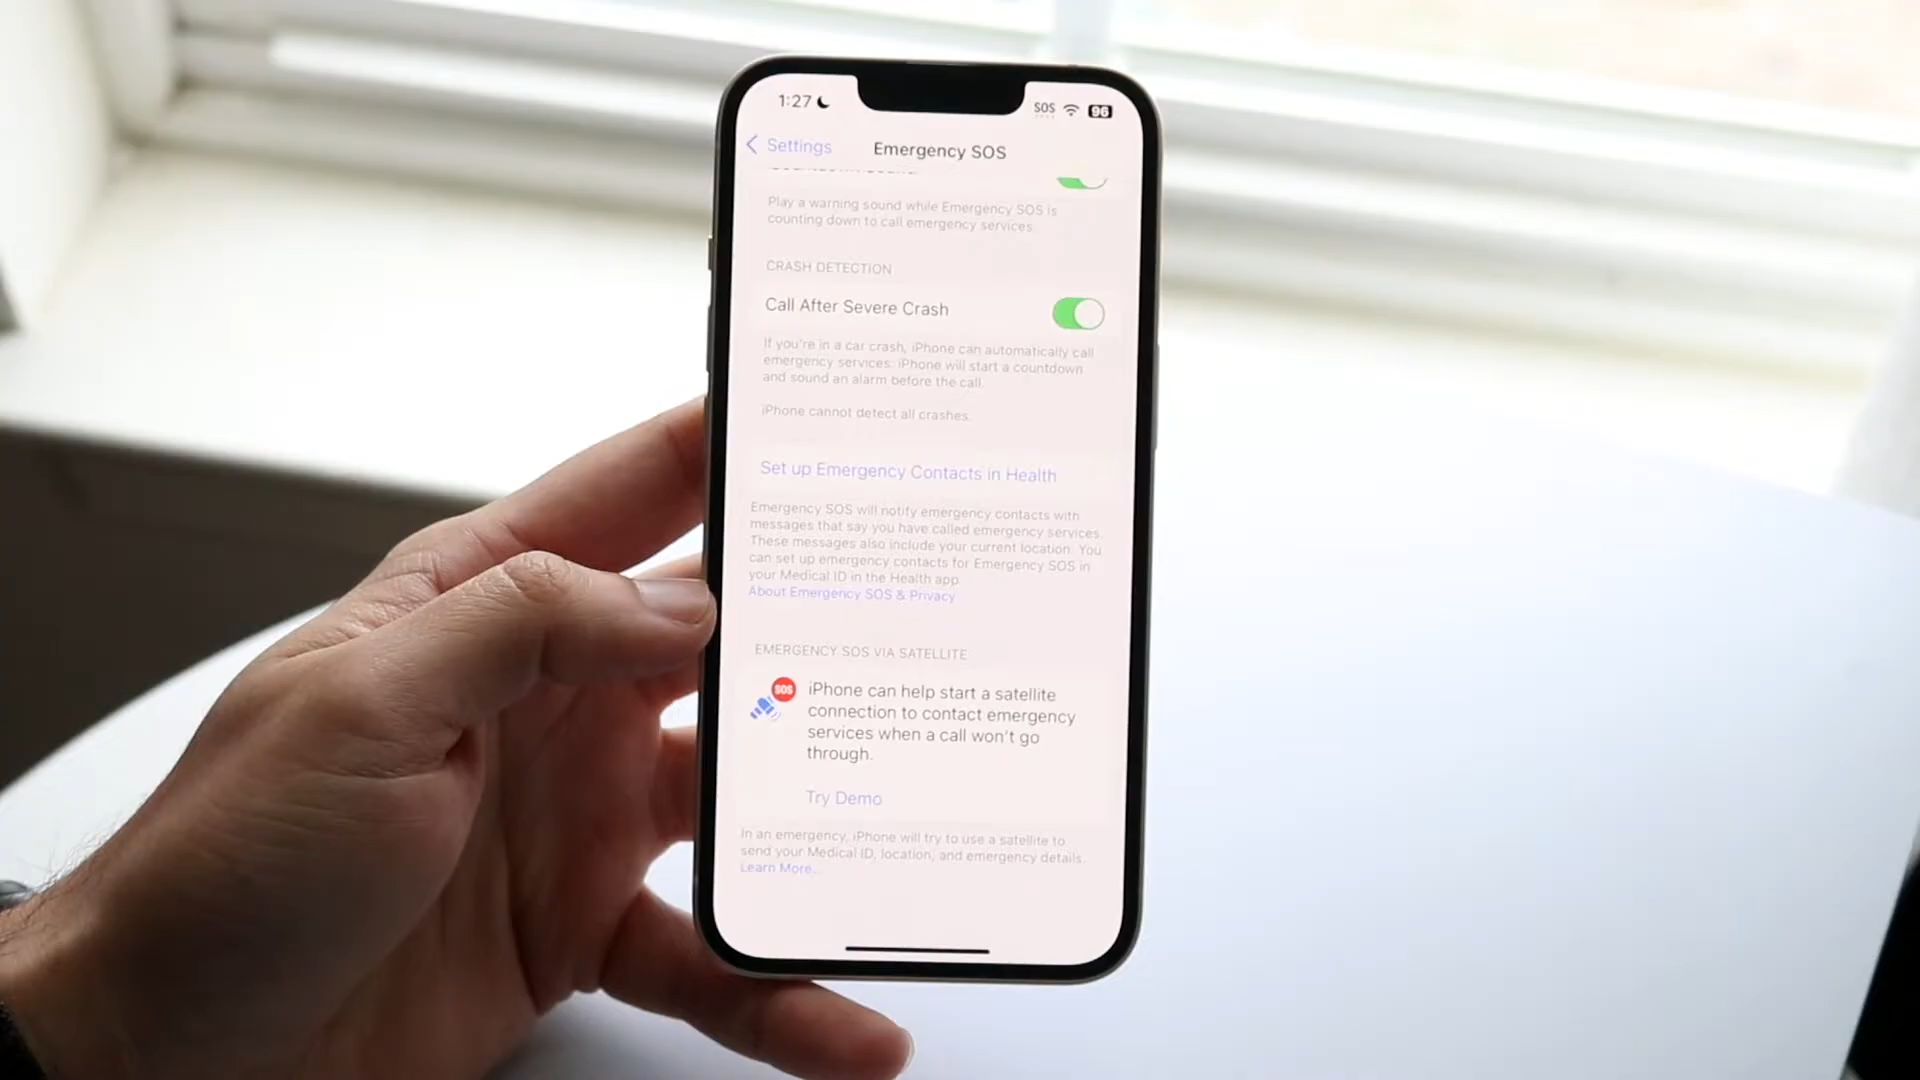 1:27
SOS 96
Settings
Emergency SOS
Play a warning sound while Emergency SOS is
counting down to call emergency services.
CRASH DETECTION
Call After Severe Crash
If you're in a car crash, iPhone can automatically call
emergency services. iPhone will start a countdown
and sound an alarm before the call.
iPhone cannot detect all crashes.
Set up Emergency Contacts in Health
Emergency SOS will notify emergency contacts with
messages that say you have called emergency services.
These messages also include your current location. You
can set up emergency contacts for Emergency SOS in
your Medical ID in the Health app
About Emergency SOS & Privacy
EMERGENCY SOS VIA SATELLITE
SOS
iPhone can help start a satellite
connection to contact emergency
services when a call won't go
through.
Try Demo
In an emergency, iPhone will try to use a satellite to
send your Medical ID, location, and emergency details.
Learn More...